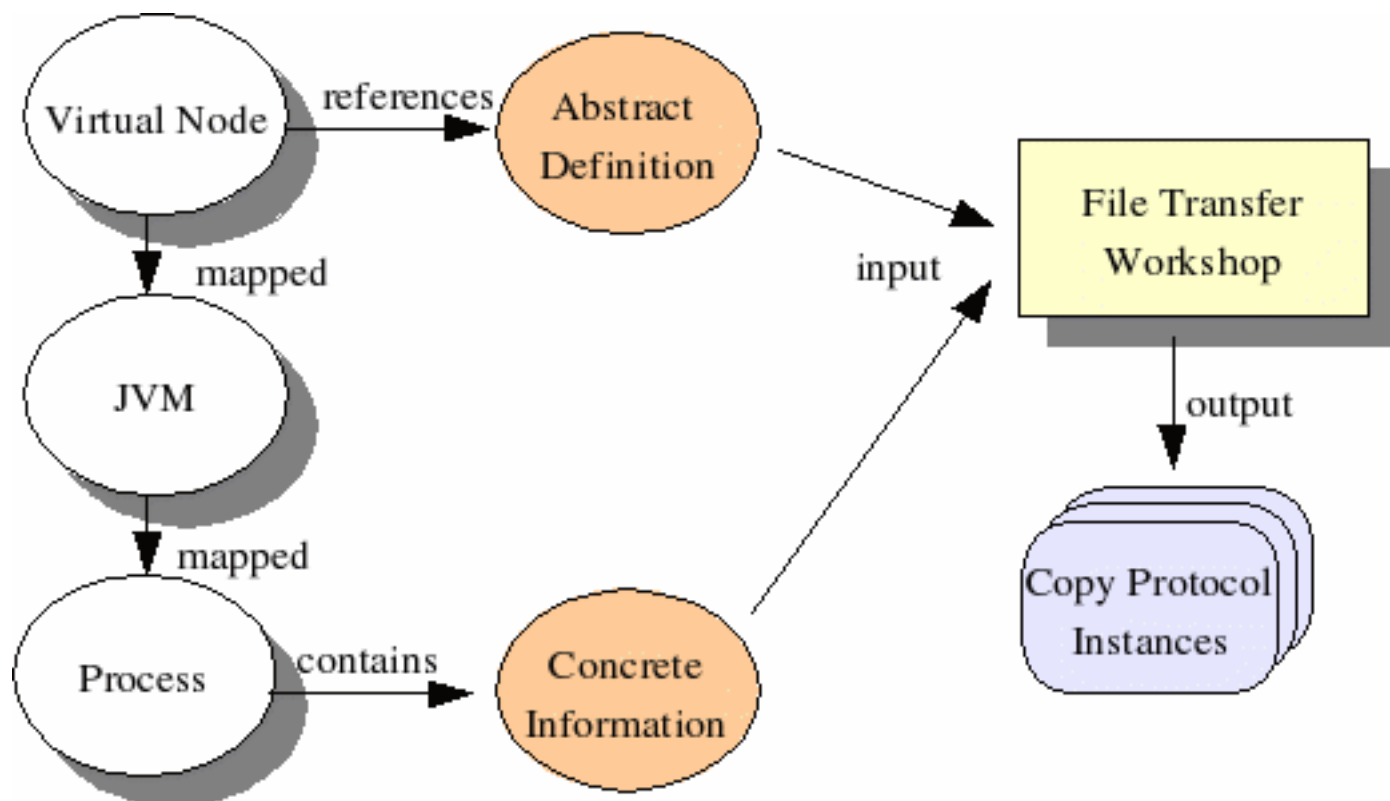 Virtual Node
references
Abstract
Definition
File Transfer
Workshop
mapped
input
JVM
output
mapped
Copy Protocol
Instances
Process
contains
Concrete
Information